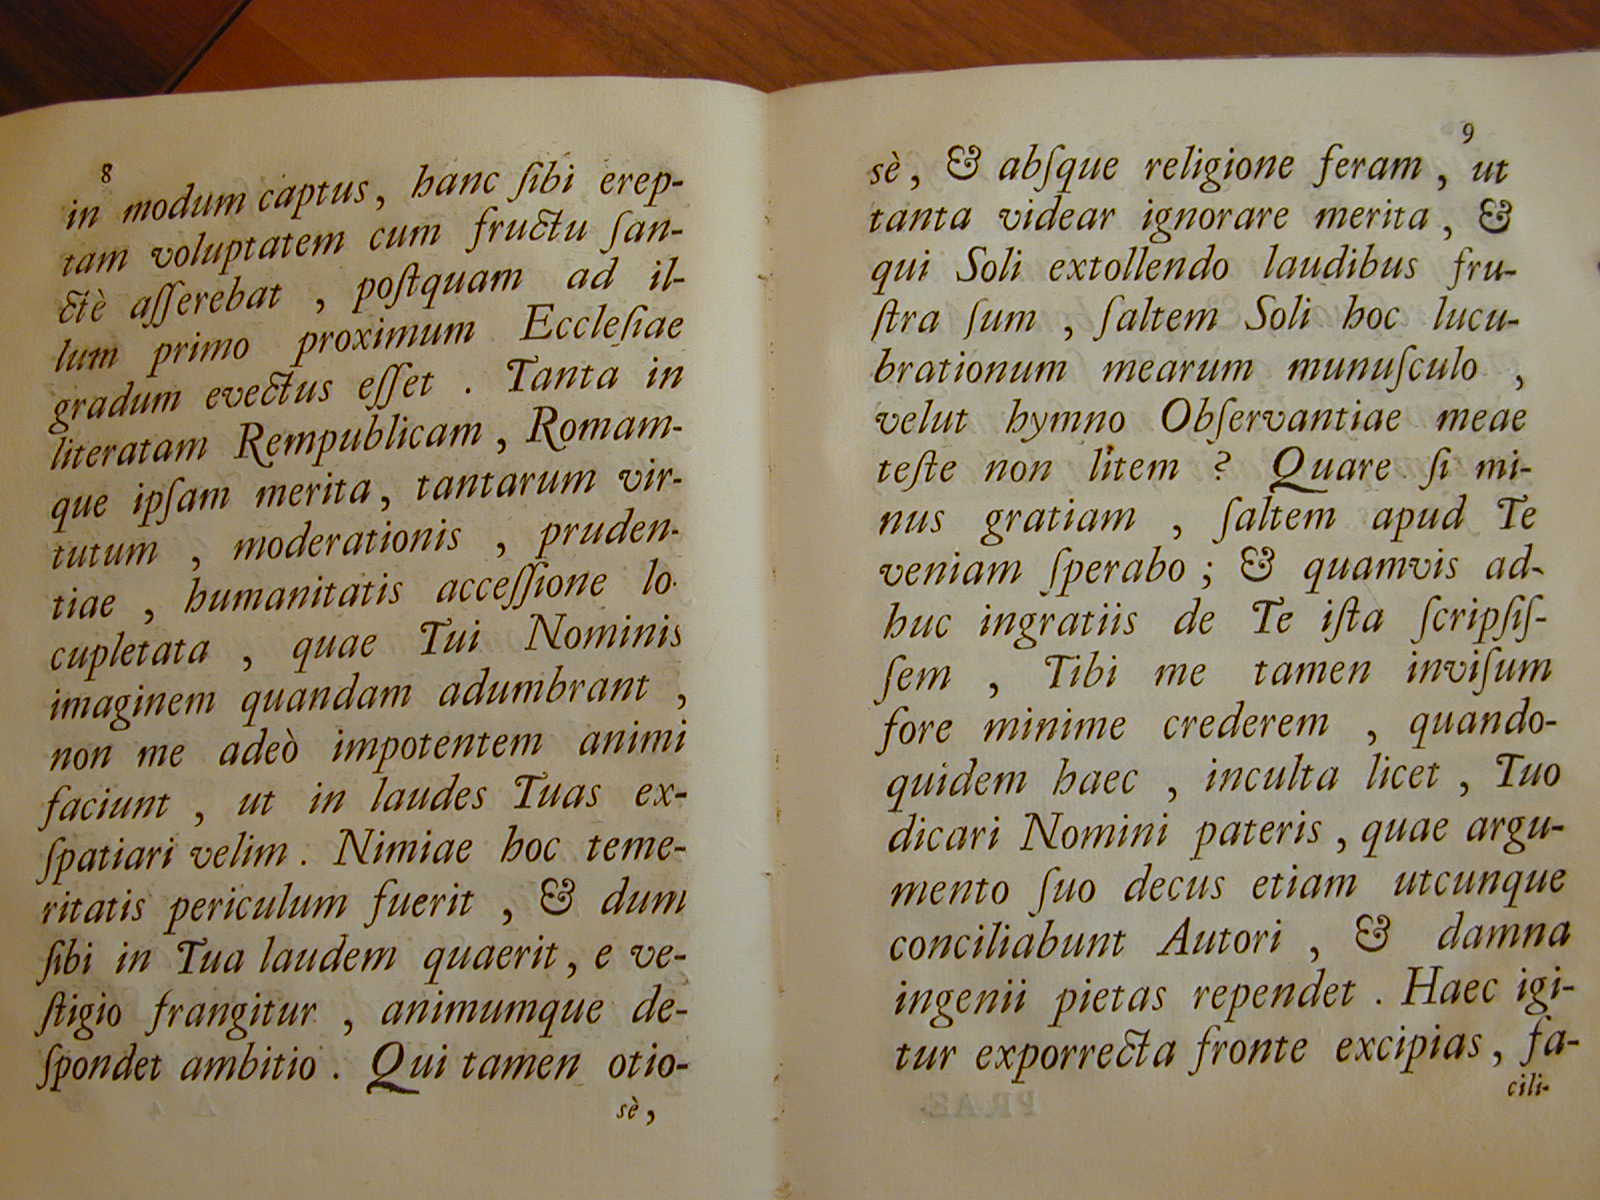 8
in modum captus, hanc ſibi erep-
tam voluptatem cum fructu ſan-
ctè aſſerebat , poſtquam ad il-
lum primo proximum Eccleſiae
gradum evectus eſſet . Tanta in
literatam Rempublicam, Romam-
que ipſam merita, tantarum vir-
tutum , moderationis , pruden-
tiae , humanitatis acceſſione lo-
cupletata , quae Tui Nominis
imaginem quandam adumbrant ,
non me adeò impotentem animi
faciunt , ut in laudes Tuas ex-
ſpatiari velim . Nimiae hoc teme-
ritatis periculum fuerit , & dum
ſibi in Tua laudem quaerit, e ve-
ſtigio frangitur , animumque de-
ſpondet ambitio . Qui tamen otio-
sè,
9
sè, & abſque religione feram , ut
tanta videar ignorare merita , &
qui Soli extollendo laudibus fru-
ſtra ſum , ſaltem Soli hoc lucu-
brationum mearum munuſculo ,
velut hymno Obſervantiae meae
teſte non litem ? Quare ſi mi-
nus gratiam , ſaltem apud Te
veniam ſperabo ; & quamvis ad-
huc ingratiis de Te iſta ſcripſiſ-
ſem , Tibi me tamen inviſum
fore minime crederem , quando-
quidem haec , inculta licet , Tuo
dicari Nomini pateris , quae argu-
mento ſuo decus etiam utcunque
conciliabunt Autori , & damna
ingenii pietas rependet . Haec igi-
tur exporrecta fronte excipias , fa-
cili-